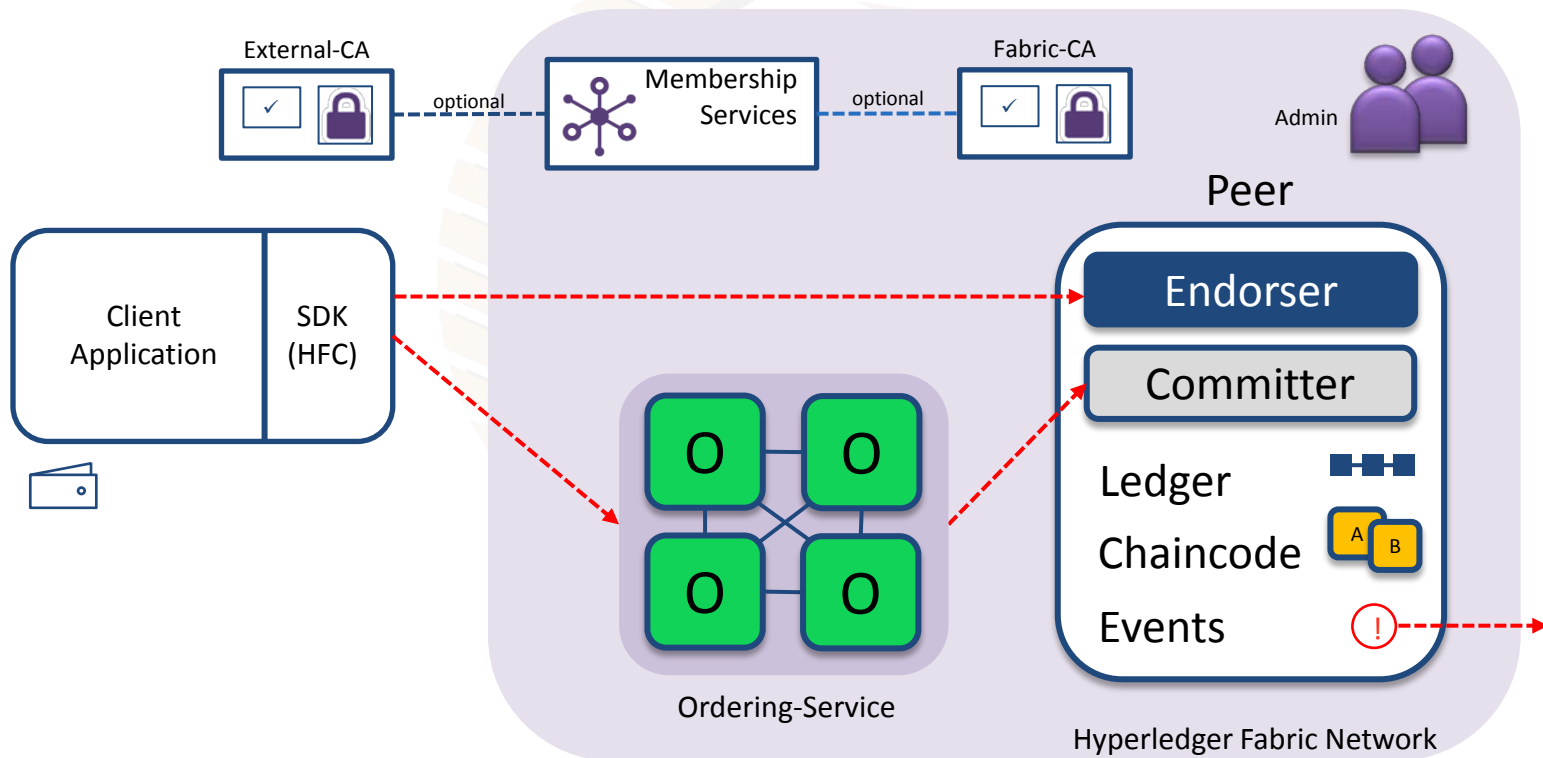 External-CA
Fabric-CA
Membership
Services
optional
optional
Admin
Peer
Client
Application
SDK
(HFC)
Endorser
Committer
O
O
O
O
Ledger
Chaincode
A
B
Events
!
Ordering-Service
Hyperledger Fabric Network